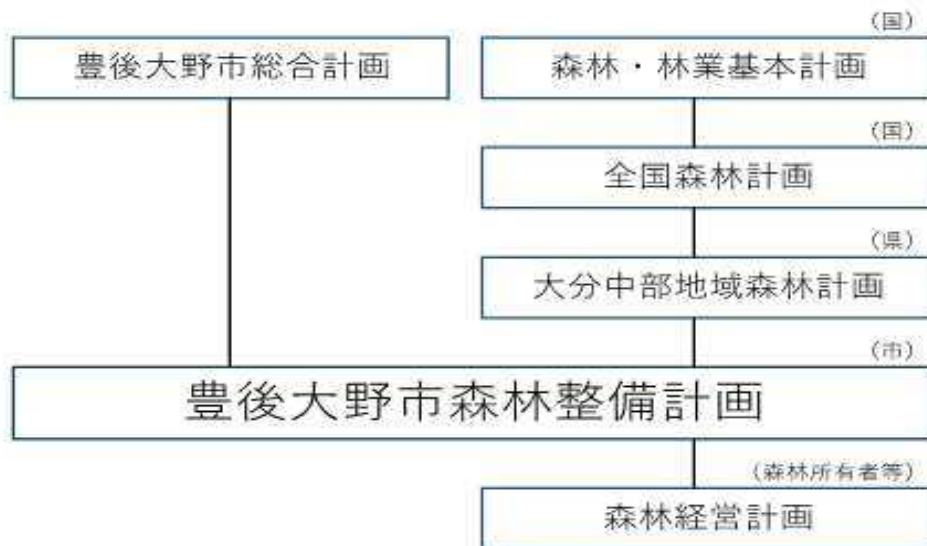 (国)
豊後大野市総合計画
森林・林業基本計画
(国)
全国森林計画
(県)
大分中部地域森林計画
(市)
豊後大野市森林整備計画
(森林所有者等)
森林経営計画